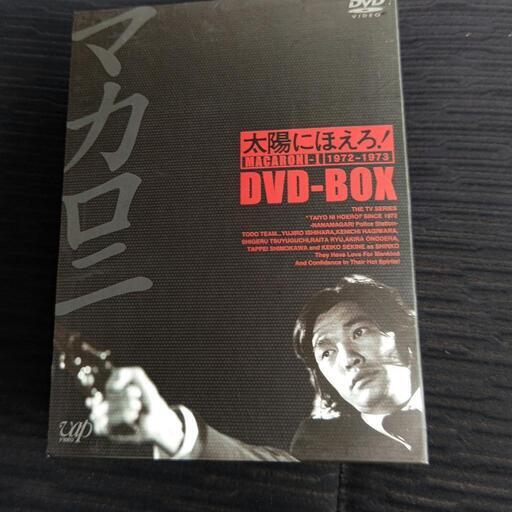 DVD
VIDEO
マカロニ
太陽にほえろ!
MACARONI-I 1972-1973
DVD-BOX
THE TV SERIES
"TAIYO NI HOERO!" SINCE 1972
-NANAMAGARI Police Station-
TODO TEAM...YUJIRO ISHIHARA,KENICHI HAGIWARA,
SHIGERU TSUYUGUCHI,RAITA RYU,AKIRA ONODERA,
TAPPEI SHIMOKAWA and KEIKO SEKINE as SHINKO
They Have Love For Mankind
And Confidence in Their Hot Spirits!
vap
VIDEO